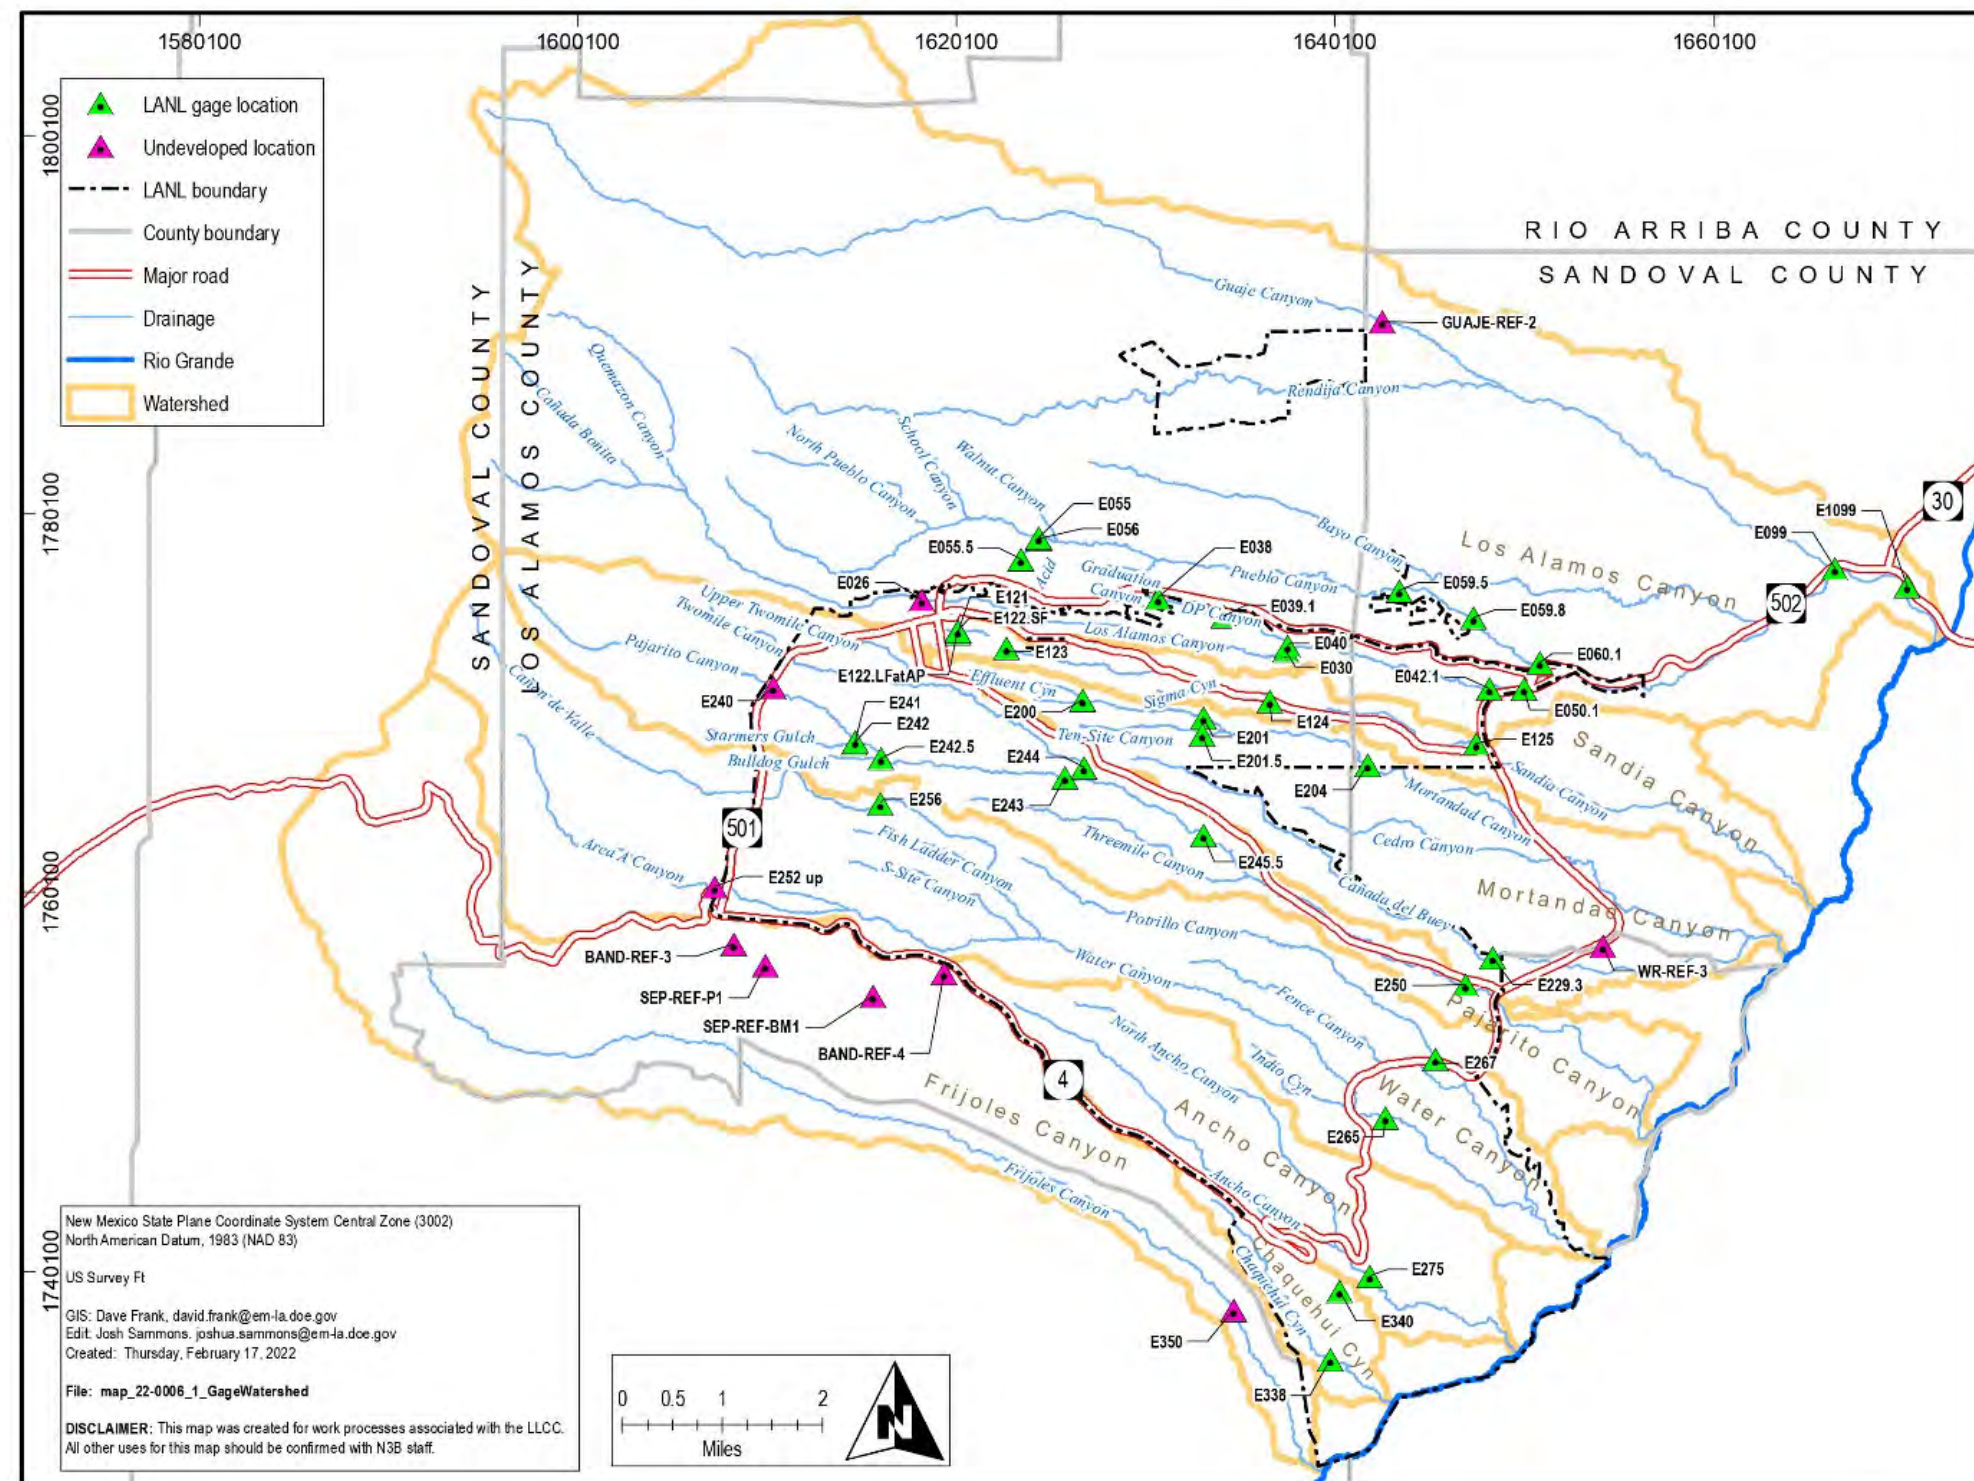 1580100
1600100
1620100
1640100
1660100
1800100
1780100
1760100
1740100
LANL gage location
Undeveloped location
LANL boundary
County boundary
Major road
Drainage
Rio Grande
Watershed
RIO ARRIBA COUNTY
SANDOVAL COUNTY
SANDOVAL COUNTY
LOS ALAMOS COUNTY
Guaje Canyon
GUAJE-REF-2
Rendija Canyon
Quemazon Canyon
Cañada Bonita
North Pueblo Canyon
School Canyon
Walnut Canyon
30
E1099
E099
E055
E056
E055.5
Bayo Canyon
Los Alamos Canyon
E038
Acid
Graduation
Canyon
Pueblo Canyon
E059.5
502
E026
E121
DP Canyon
E039.1
E059.8
Upper Twomile Canyon
Twomile Canyon
E122.SF
Los Alamos Canyon
E040
E030
E060.1
Pajarito Canyon
E123
E122.LFatAP
Effluent Cyn
Sigma Cyn
E042.1
E050.1
Cañon de Valle
E240
E241
E242
E200
E124
Starmers Gulch
E242.5
Ten-Site Canyon
E201
E125
Sandia Canyon
Bulldog Gulch
E244
E201.5
Sandia Canyon
E243
E204
Mortandad Canyon
501
E256
Fish Ladder Canyon
Threemile Canyon
Cedro Canyon
Area A Canyon
S-Site Canyon
E245.5
E252 up
Cañada del Buey
Mortandad Canyon
Potrillo Canyon
BAND-REF-3
Water Canyon
WR-REF-3
SEP-REF-P1
E250
E229.3
Fence Canyon
Pajarito Canyon
SEP-REF-BM1
BAND-REF-4
North Ancho Canyon
Indio Cyn
E267
4
Frijoles Canyon
Ancho Canyon
Water Canyon
E265
Frijoles Canyon
Ancho Canyon
Chaquehui Cyn
Chaquehui Cyn
E275
E340
E350
E338
New Mexico State Plane Coordinate System Central Zone (3002)
North American Datum, 1983 (NAD 83)
US Survey Ft
GIS: Dave Frank, david.frank@em-la.doe.gov
Edit: Josh Sammons. joshua.sammons@em-la.doe.gov
Created: Thursday, February 17, 2022
File: map_22-0006_1_GageWatershed
DISCLAIMER: This map was created for work processes associated with the LLCC.
All other uses for this map should be confirmed with N3B staff.
0 0.5 1 2
Miles
N